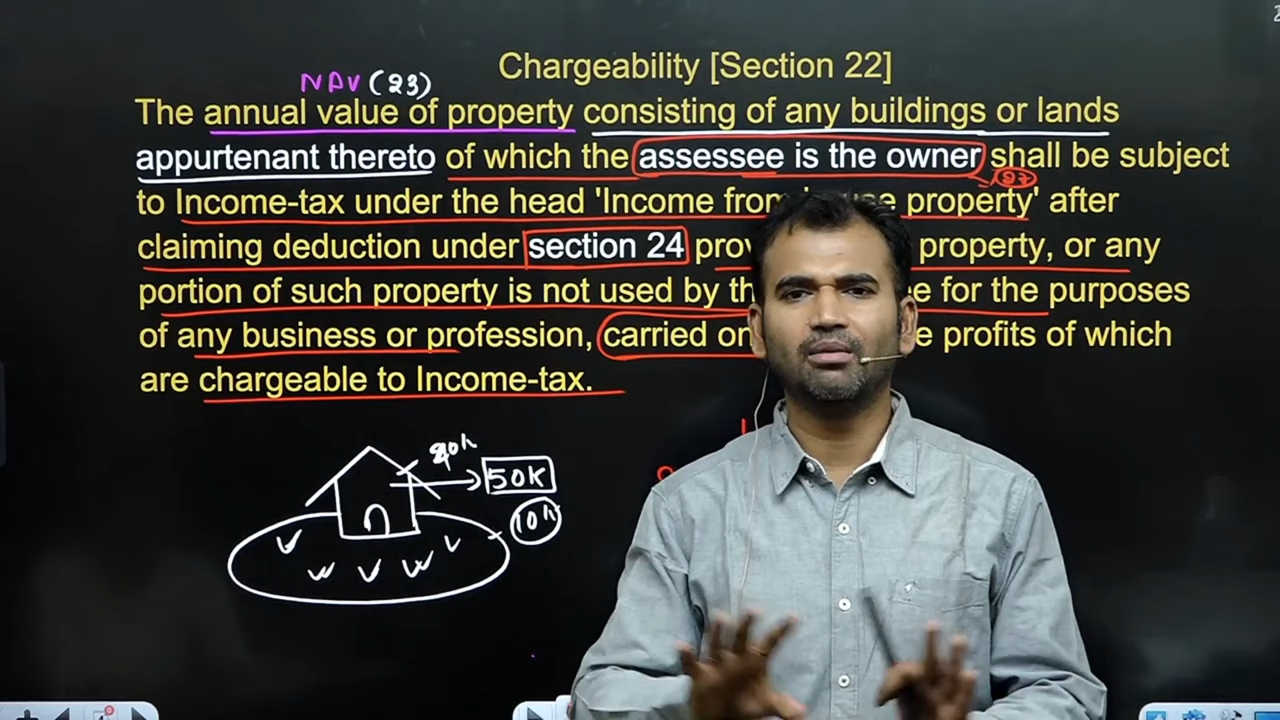 Chargeability [Section 22]
NAV (23)
The annual value of property consisting of any buildings or lands
appurtenant thereto of which the assessee is the owner shall be subject
27
to Income-tax under the head 'Income from property' after
claiming deduction under section 24 property, or any
portion of such property is not used by for the purposes
of any business or profession, carried on profits of which
are chargeable to Income-tax.
50K
10K